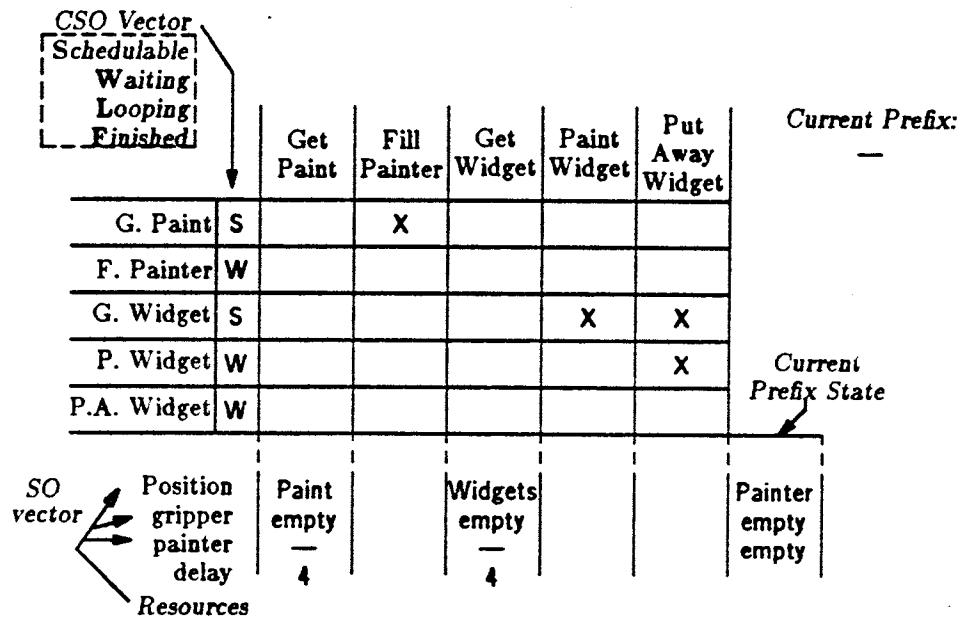 CSO Vector
Schedulable
Waiting
Looping
Finished
Get Paint
Fill Painter
Get Widget
Paint Widget
Put Away Widget
Current Prefix:
—
G. Paint S X
F. Painter W
G. Widget S X X
P. Widget W X
P.A. Widget W
Current
Prefix State
SO
vector
Position Paint Widgets Painter
gripper empty empty empty
painter — — empty
delay 4 4
Resources